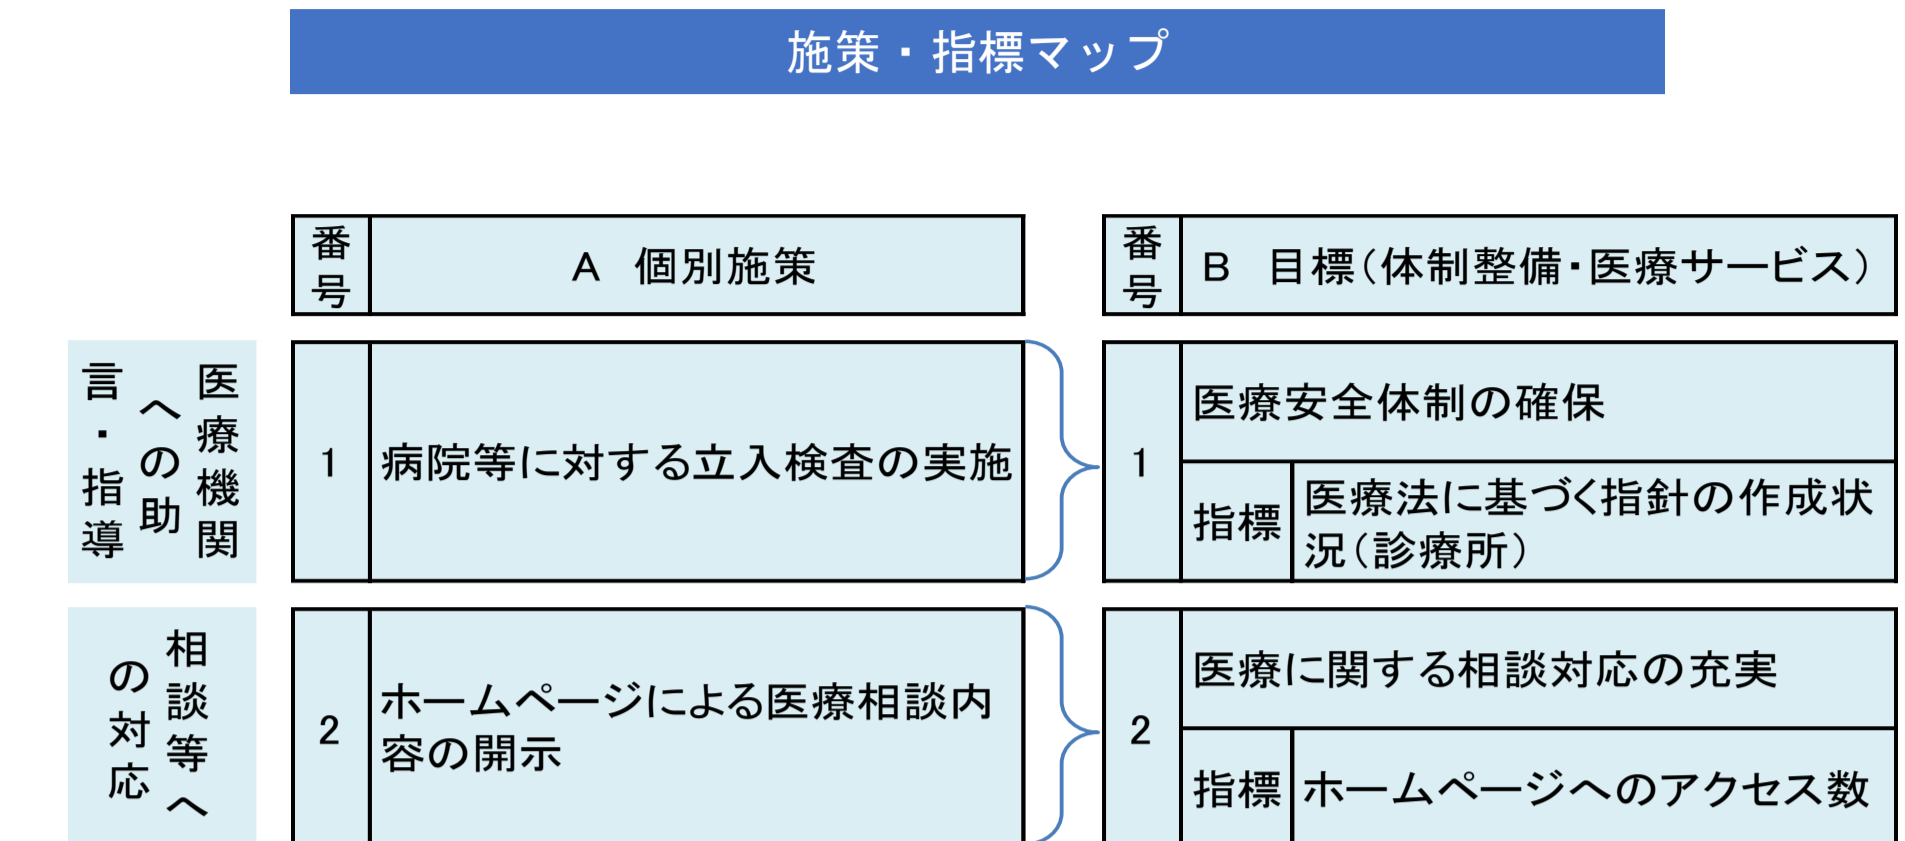 施策・指標マップ
番号
A 個別施策
番号
B 目標(体制整備・医療サービス)
医療機関
への助
言・指導
1
病院等に対する立入検査の実施
1
医療安全体制の確保
指標
医療法に基づく指針の作成状
況(診療所)
相談等へ
の対応
2
ホームページによる医療相談内
容の開示
2
医療に関する相談対応の充実
指標
ホームページへのアクセス数